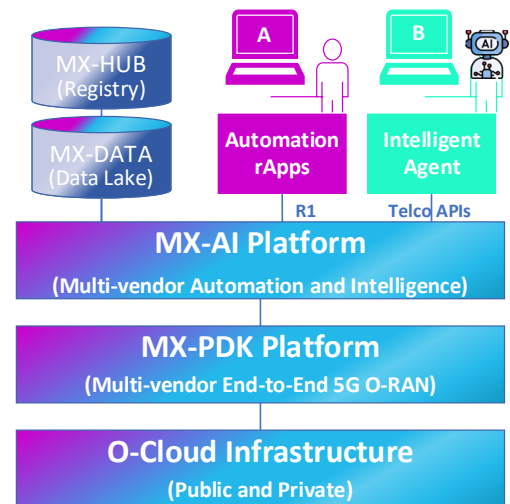 MX-HUB
(Registry)
MX-DATA
(Data Lake)
A
B
AI
Automation
rApps
Intelligent
Agent
R1
Telco APIs
MX-AI Platform
(Multi-vendor Automation and Intelligence)
MX-PDK Platform
(Multi-vendor End-to-End 5G O-RAN)
O-Cloud Infrastructure
(Public and Private)